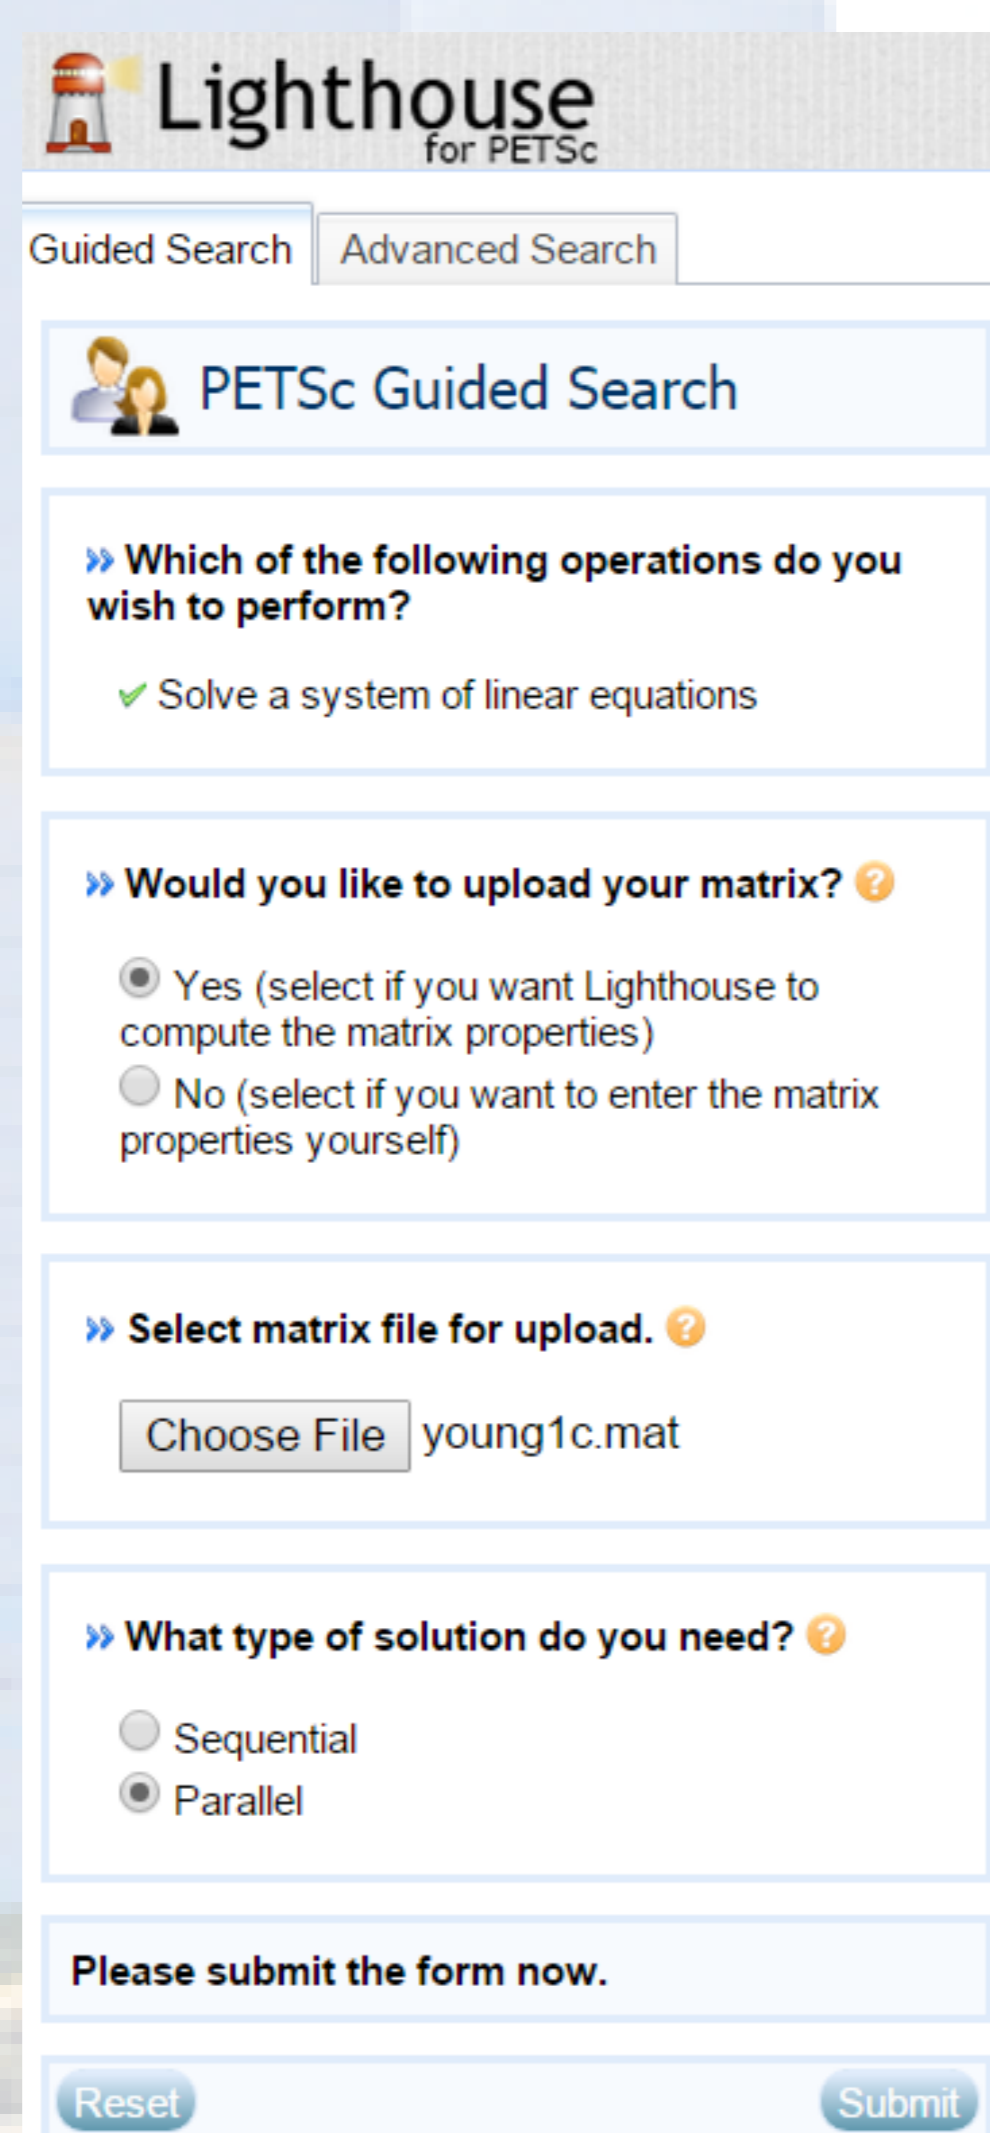 Lighthouse
for PETSc
Guided Search
Advanced Search
PETSc Guided Search
Which of the following operations do you
wish to perform?
Solve a system of linear equations
Would you like to upload your matrix? ?
Yes (select if you want Lighthouse to
compute the matrix properties)
No (select if you want to enter the matrix
properties yourself)
Select matrix file for upload. ?
Choose File young1c.mat
What type of solution do you need? ?
Sequential
Parallel
Please submit the form now.
Reset
Submit